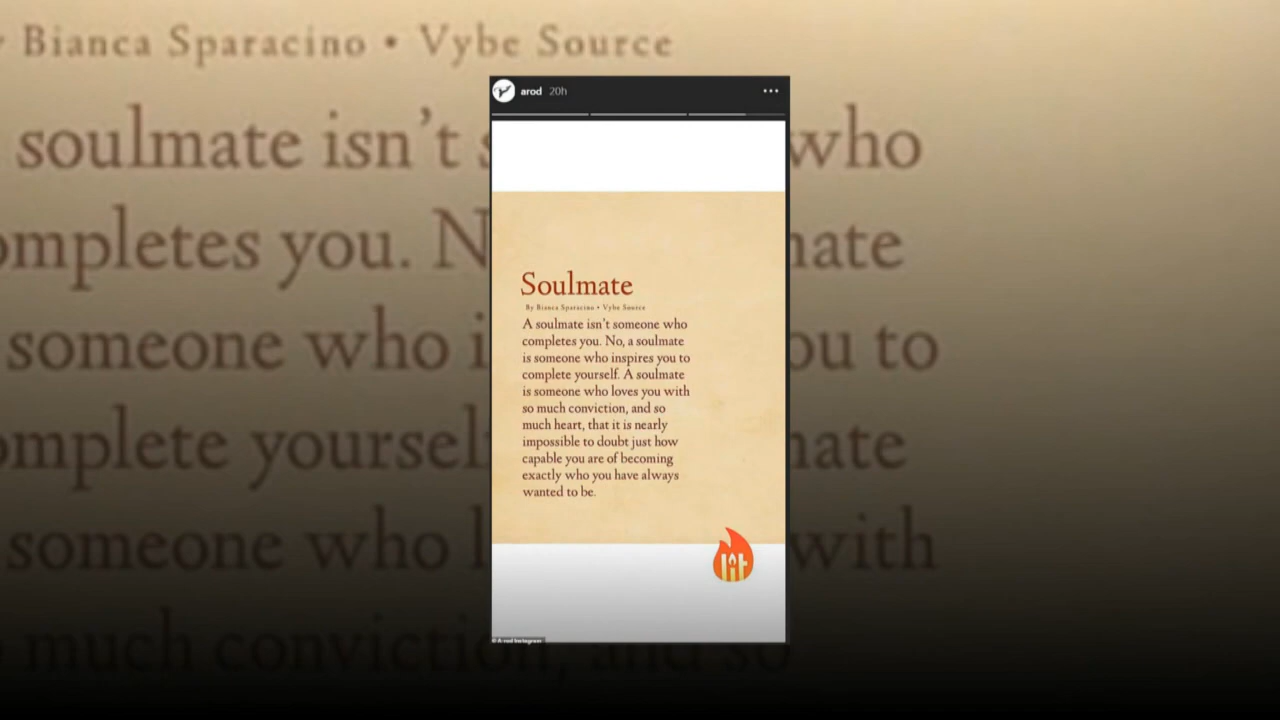 Bianca Sparacino • Vybe Source
soulmate isn't
who
ompletes you. N
mate
someone who i
ou to
omplete yoursel
mate
someone who l
with
much conviction, and so
arod 20h
Soulmate
By Bianca Sparacino • Vybe Source
A soulmate isn't someone who
completes you. No, a soulmate
is someone who inspires you to
complete yourself. A soulmate
is someone who loves you with
so much conviction, and so
much heart, that it is nearly
impossible to doubt just how
capable you are of becoming
exactly who you have always
wanted to be.
lit
© A-rod Instagram